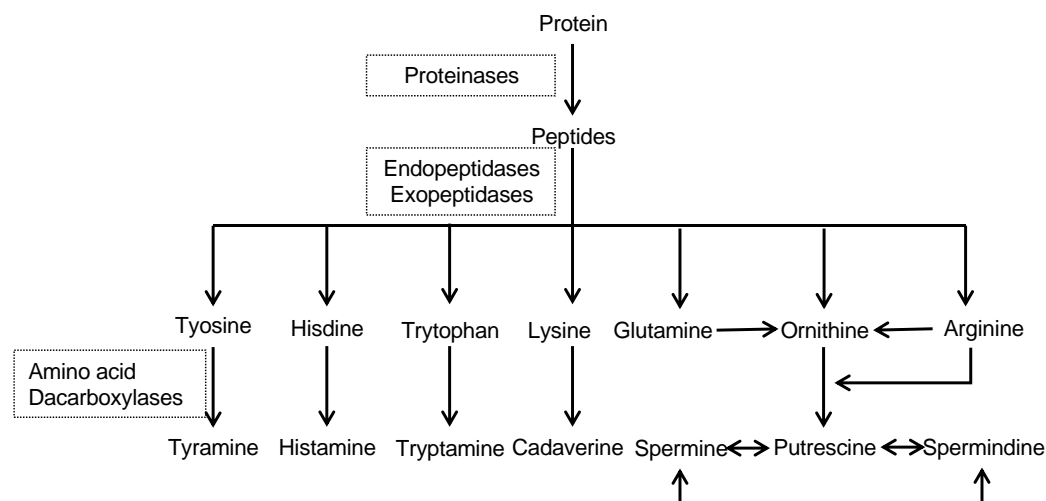 Protein
Proteinases
Peptides
Endopeptidases
Exopeptidases
Tyosine Hisdine Trytophan Lysine Glutamine Ornithine Arginine
Amino acid
Dacarboxylases
Tyramine Histamine Tryptamine Cadaverine Spermine Putrescine Spermindine